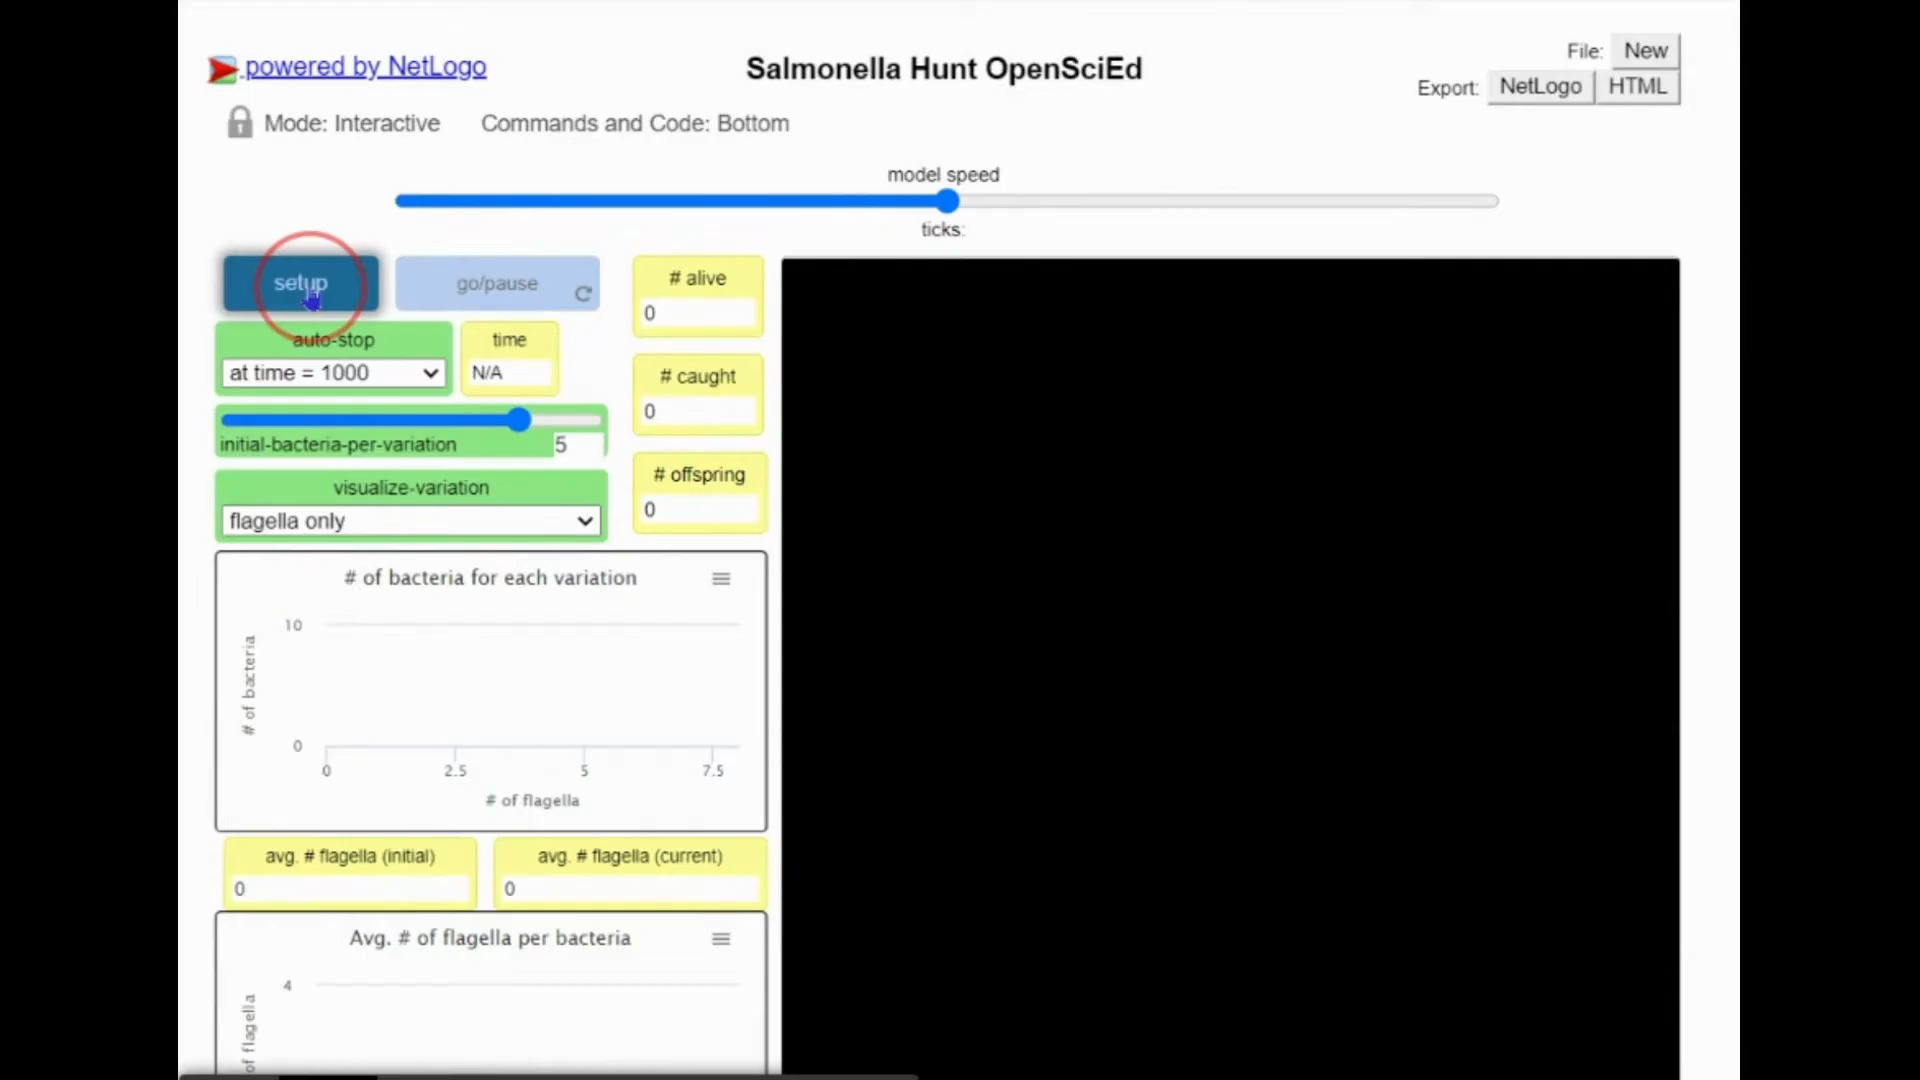 powered by NetLogo
Salmonella Hunt OpenSciEd
File: New
Export: NetLogo HTML
Mode: Interactive Commands and Code: Bottom
model speed
ticks:
setup
go/pause
# alive
0
auto-stop
at time = 1000
time
N/A
# caught
0
initial-bacteria-per-variation 5
visualize-variation
flagella only
# offspring
0
# of bacteria for each variation
# of bacteria
10
0
0 2.5 5 7.5
# of flagella
avg. # flagella (initial)
0
avg. # flagella (current)
0
Avg. # of flagella per bacteria
4
of flagella